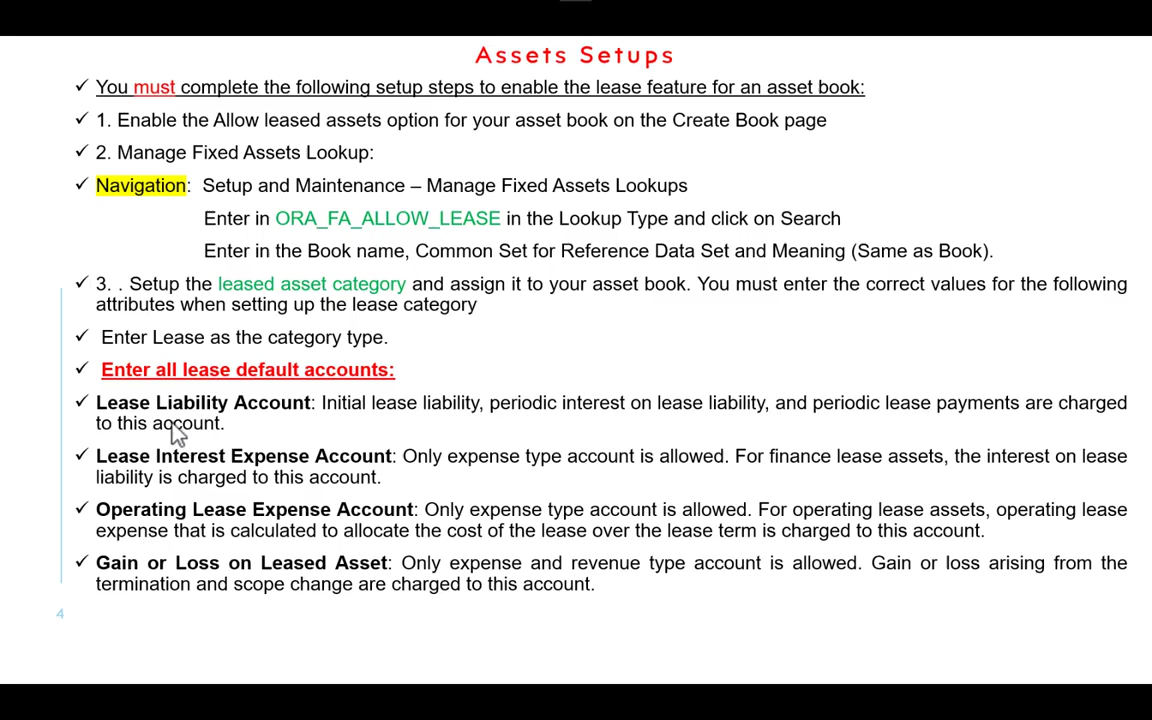 Assets Setups
✓ You must complete the following setup steps to enable the lease feature for an asset book:
✓ 1. Enable the Allow leased assets option for your asset book on the Create Book page
✓ 2. Manage Fixed Assets Lookup:
✓ Navigation: Setup and Maintenance – Manage Fixed Assets Lookups
Enter in ORA_FA_ALLOW_LEASE in the Lookup Type and click on Search
Enter in the Book name, Common Set for Reference Data Set and Meaning (Same as Book).
✓ 3. . Setup the leased asset category and assign it to your asset book. You must enter the correct values for the following
attributes when setting up the lease category
✓ Enter Lease as the category type.
✓ Enter all lease default accounts:
✓ Lease Liability Account: Initial lease liability, periodic interest on lease liability, and periodic lease payments are charged
to this account.
✓ Lease Interest Expense Account: Only expense type account is allowed. For finance lease assets, the interest on lease
liability is charged to this account.
✓ Operating Lease Expense Account: Only expense type account is allowed. For operating lease assets, operating lease
expense that is calculated to allocate the cost of the lease over the lease term is charged to this account.
✓ Gain or Loss on Leased Asset: Only expense and revenue type account is allowed. Gain or loss arising from the
termination and scope change are charged to this account.
4